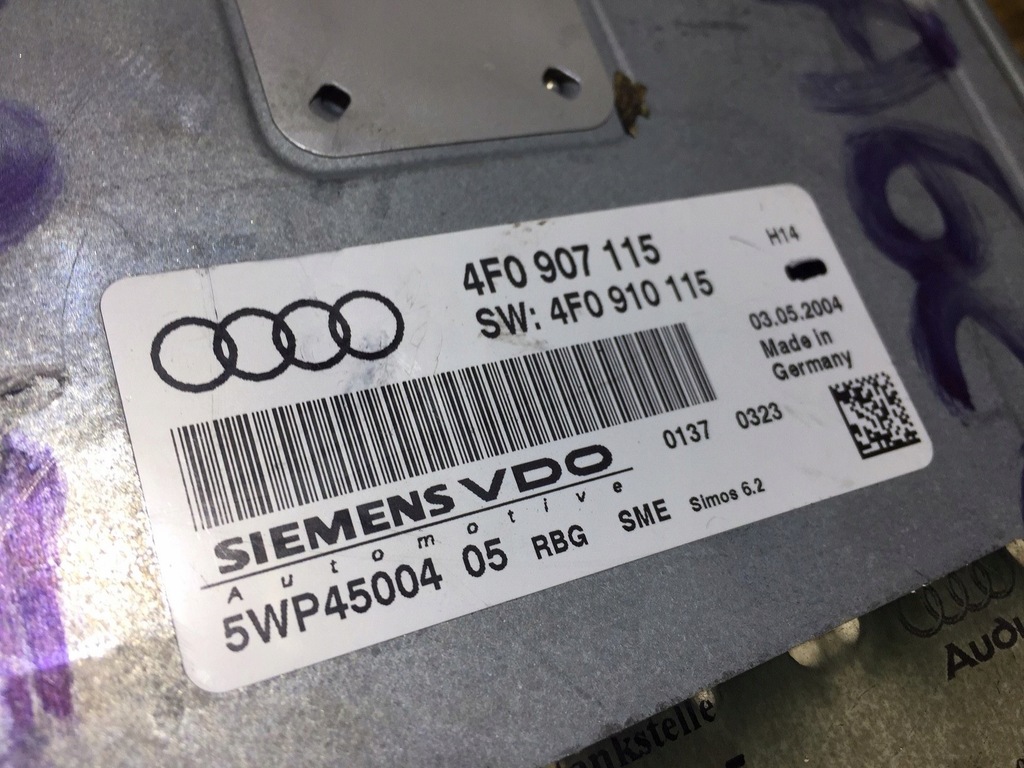 4F0 907 115
SW: 4F0 910 115
H14
03.05.2004
Made in
Germany
0137 0323
SIEMENS VDO
Automotive
5WP45004 05 RBG SME Simos 6.2
Audi